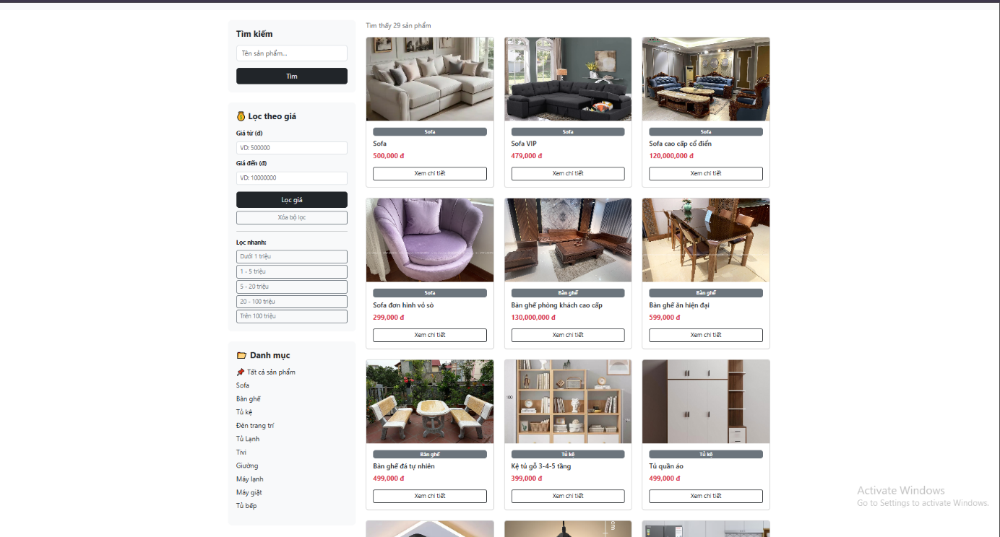 Tìm kiếm
Tên sản phẩm...
Tìm
Lọc theo giá
Giá từ (đ)
VD: 500000
Giá đến (đ)
VD: 10000000
Lọc giá
Xóa bộ lọc
Lọc nhanh:
Dưới 1 triệu
1 - 5 triệu
5 - 20 triệu
20 - 100 triệu
Trên 100 triệu
Danh mục
Tất cả sản phẩm
Sofa
Bàn ghế
Tủ kệ
Đèn trang trí
Tủ Lạnh
Tivi
Giường
Máy lạnh
Máy giặt
Tủ bếp
Tìm thấy 29 sản phẩm
Sofa
Sofa
500,000 đ
Xem chi tiết
Sofa
Sofa VIP
479,000 đ
Xem chi tiết
Sofa
Sofa cao cấp cổ điển
120,000,000 đ
Xem chi tiết
Sofa
Sofa đơn hình vỏ sò
299,000 đ
Xem chi tiết
Bàn ghế
Bàn ghế phòng khách cao cấp
130,000,000 đ
Xem chi tiết
Bàn ghế
Bàn ghế ăn hiện đại
599,000 đ
Xem chi tiết
Bàn ghế
Bàn ghế đá tự nhiên
499,000 đ
Xem chi tiết
100
Tủ kệ
Kệ tủ gỗ 3-4-5 tầng
399,000 đ
Xem chi tiết
Tủ kệ
Tủ quần áo
499,000 đ
Xem chi tiết
cm
Activate Windows
Go to Settings to activate Windows.